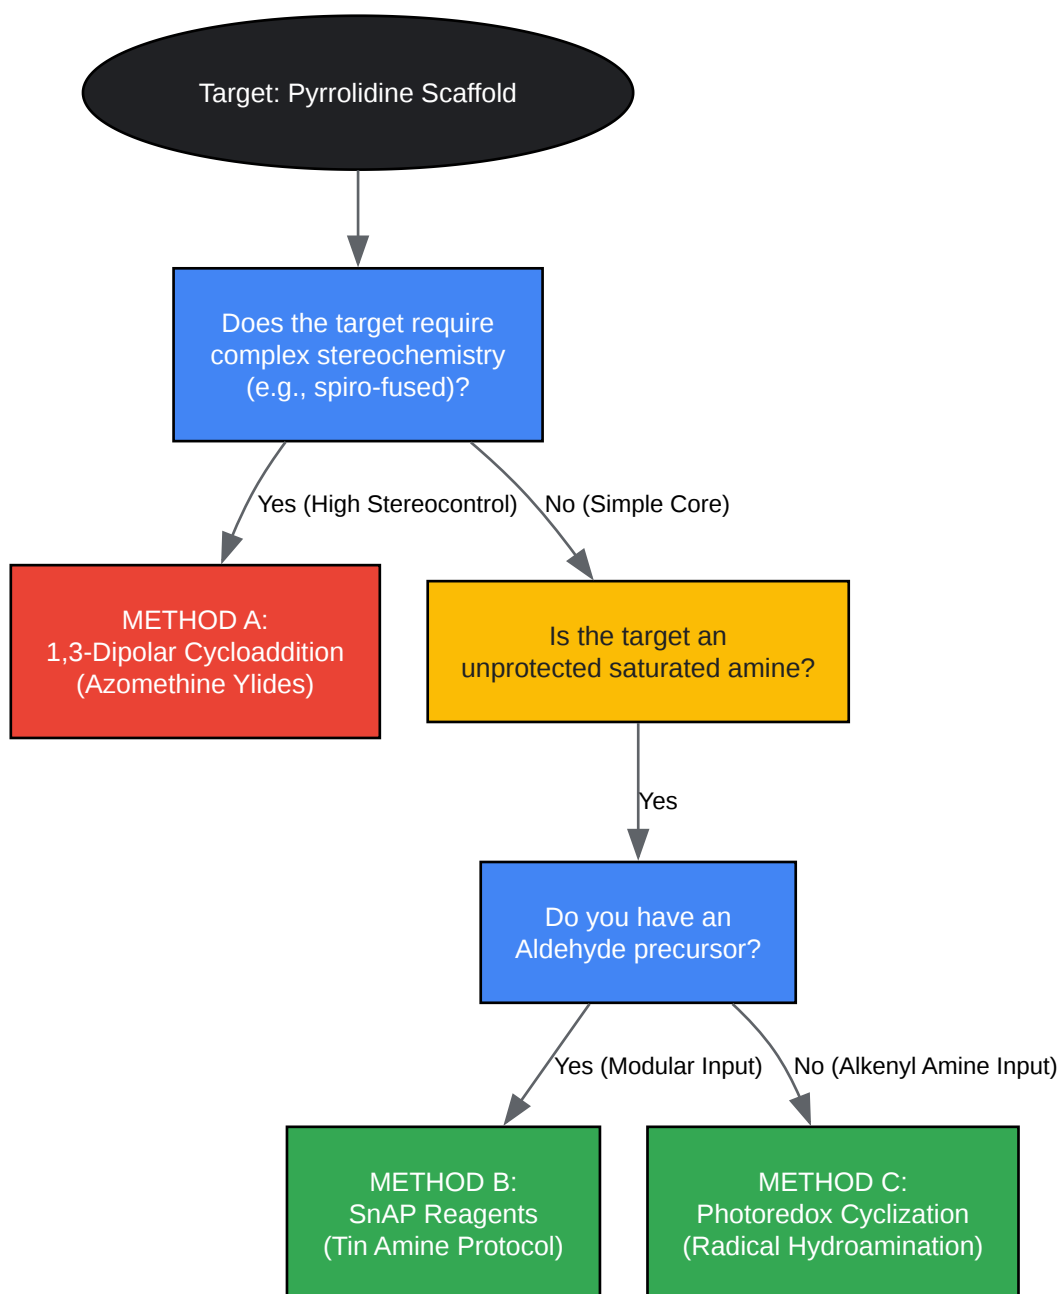 Target: Pyrrolidine Scaffold
Does the target require
complex stereochemistry
(e.g., spiro-fused)?
Yes (High Stereocontrol)
No (Simple Core)
METHOD A:
1,3-Dipolar Cycloaddition
(Azomethine Ylides)
Is the target an
unprotected saturated amine?
Yes
Do you have an
Aldehyde precursor?
Yes (Modular Input)
No (Alkenyl Amine Input)
METHOD B:
SnAP Reagents
(Tin Amine Protocol)
METHOD C:
Photoredox Cyclization
(Radical Hydroamination)